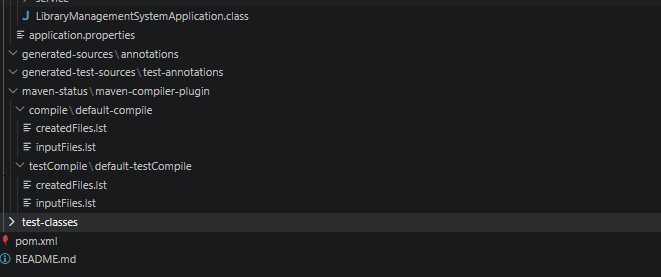 service
LibraryManagementSystemApplication.class
application.properties
generated-sources\annotations
generated-test-sources\test-annotations
maven-status\maven-compiler-plugin
compile\default-compile
createdFiles.lst
inputFiles.lst
testCompile\default-testCompile
createdFiles.lst
inputFiles.lst
test-classes
pom.xml
README.md